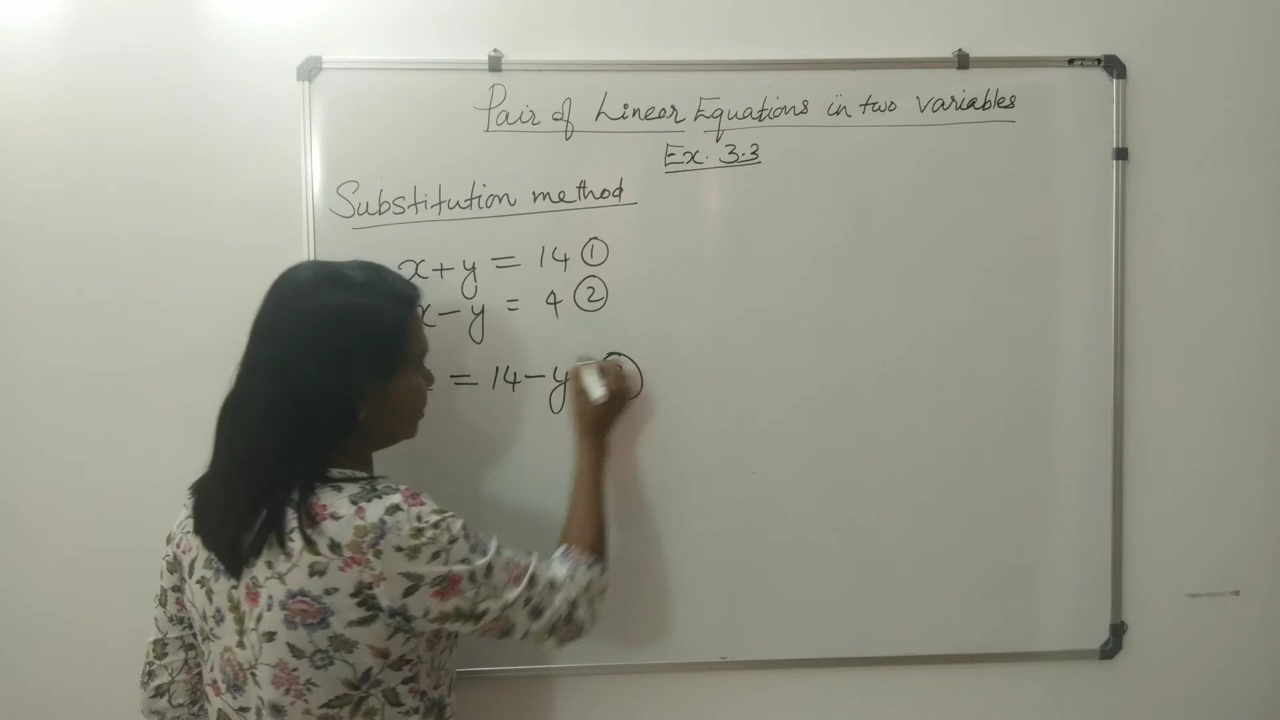 Pair of Linear Equations in two variables
Ex. 3.3
Substitution method
x + y = 14 ①
x - y = 4 ②
= 14 - y